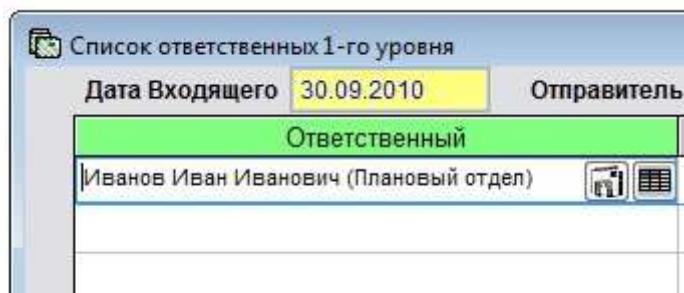 Список ответственных 1-го уровня
Дата Входящего 30.09.2010 Отправитель
Ответственный
Иванов Иван Иванович (Плановый отдел)